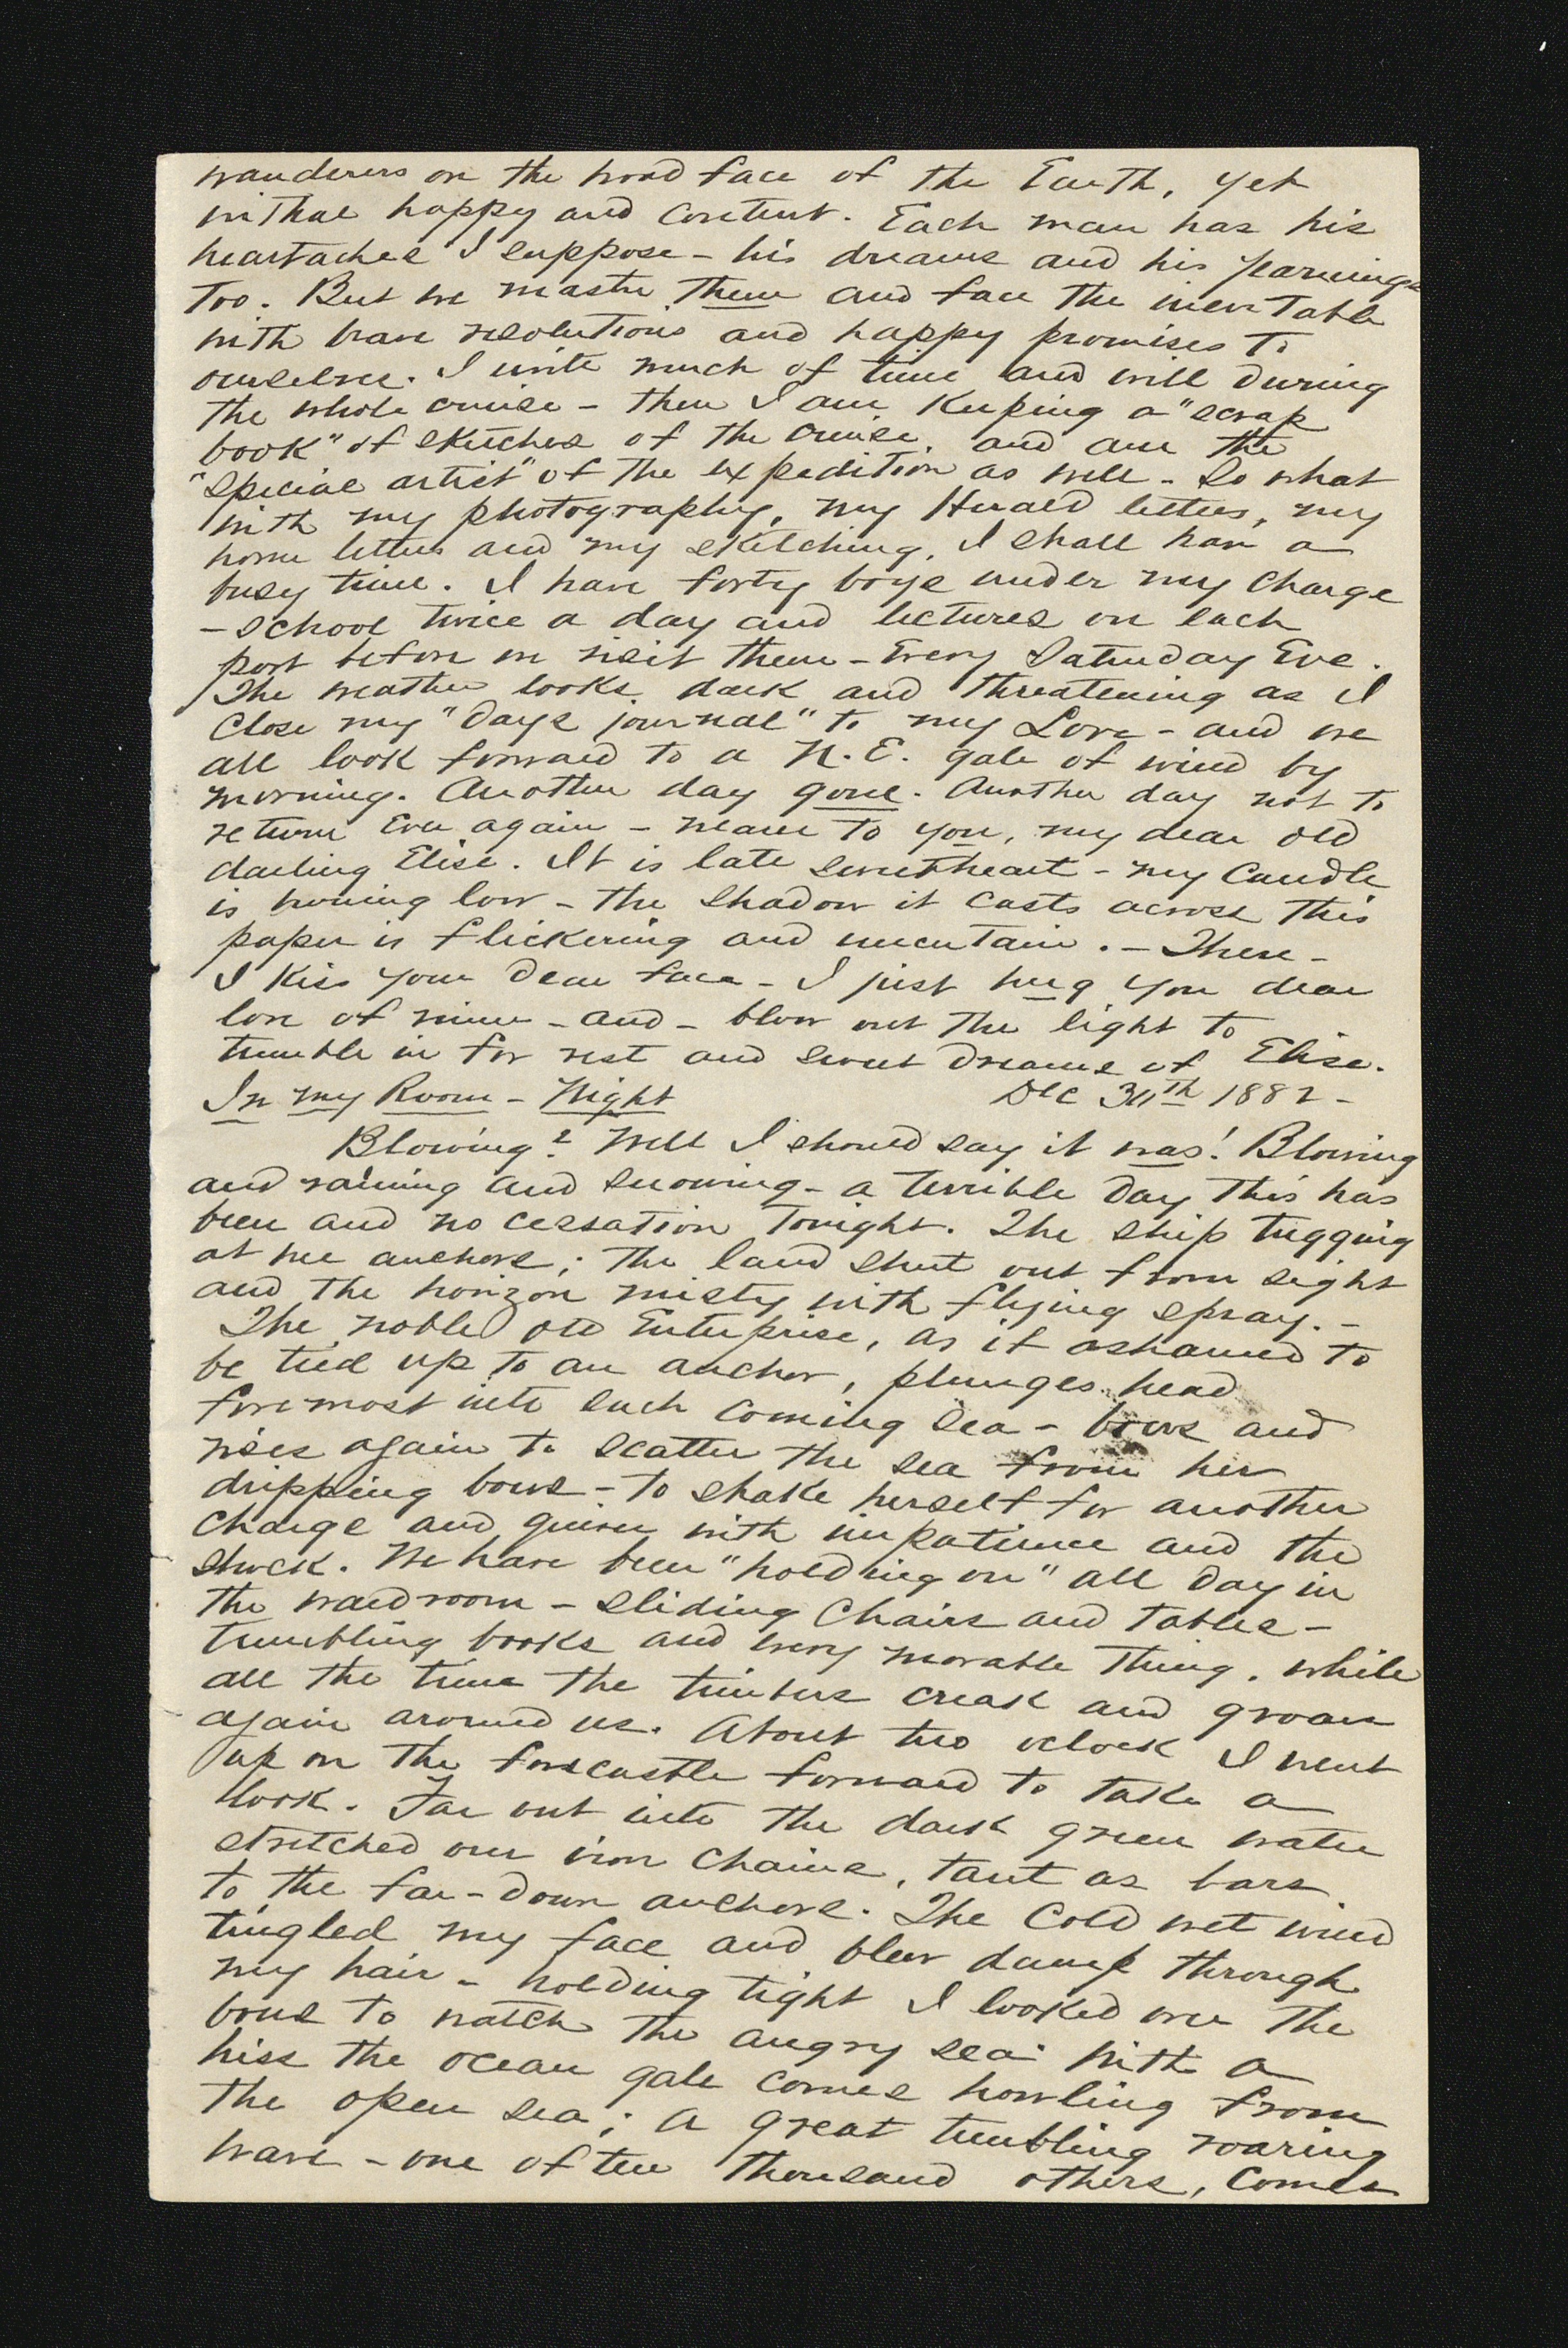 wanderers on the broad face of the Earth, yet
withal happy and content. Each man has his
heartaches I suppose - his dreams and his yearnings
too. But we master them and face the inevitable
with brave resolutions and happy promises to
ourselves. I write much of time and will during
the whole cruise - then I am keeping a "scrap
book" of sketches of the cruise, and am the
"special artist" of the expedition as well - So what
with my photography, my Herald letters, my
home letters and my sketching, I shall have a
busy time. I have forty boys under my charge
- school twice a day and lectures on each
port before we visit them - Every Saturday Eve.
The weather looks dark and threatening as I
close my "days journal" to my Love - and we
all look forward to a N.E. gale of wind by
morning. Another day gone. Another day not to
return ever again - nearer to you, my dear old
darling Elise. It is late sweetheart - my candle
is burning low - the shadow it casts across this
paper is flickering and uncertain. - There -
I kiss your dear face - I just hug you dear
love of mine - and - blow out the light to
tumble in for rest and sweet dreams of Elise.
In my Room - Night Dec 30th 1882 -
Blowing? Well I should say it was! Blowing
and raining and snowing - a terrible day this has
been and no cessation tonight. The ship tugging
at her anchors; the land shut out from sight
and the horizon misty with flying spray. -
The noble old Enterprise, as if ashamed to
be tied up to an anchor, plunges head
foremost into each coming sea - bows and
rises again to scatter the sea from her
dripping bows - to shake herself for another
charge and quiver with impatience and the
shock. We have been "holding on" all day in
the wardroom - sliding chairs and tables -
tumbling books and every movable thing, while
all the time the timbers creak and groan
again around us. About two oclock I went
up on the forecastle forward to take a
look. Far out into the dark green water
stretched our iron chains, taut as bars
to the far-down anchors. The cold wet wind
tingled my face and blew damp through
my hair - holding tight I looked over the
bows to watch the angry sea. With a
hiss the ocean gale comes howling from
the open sea; a great tumbling roaring
wave - one of ten thousand others, comes